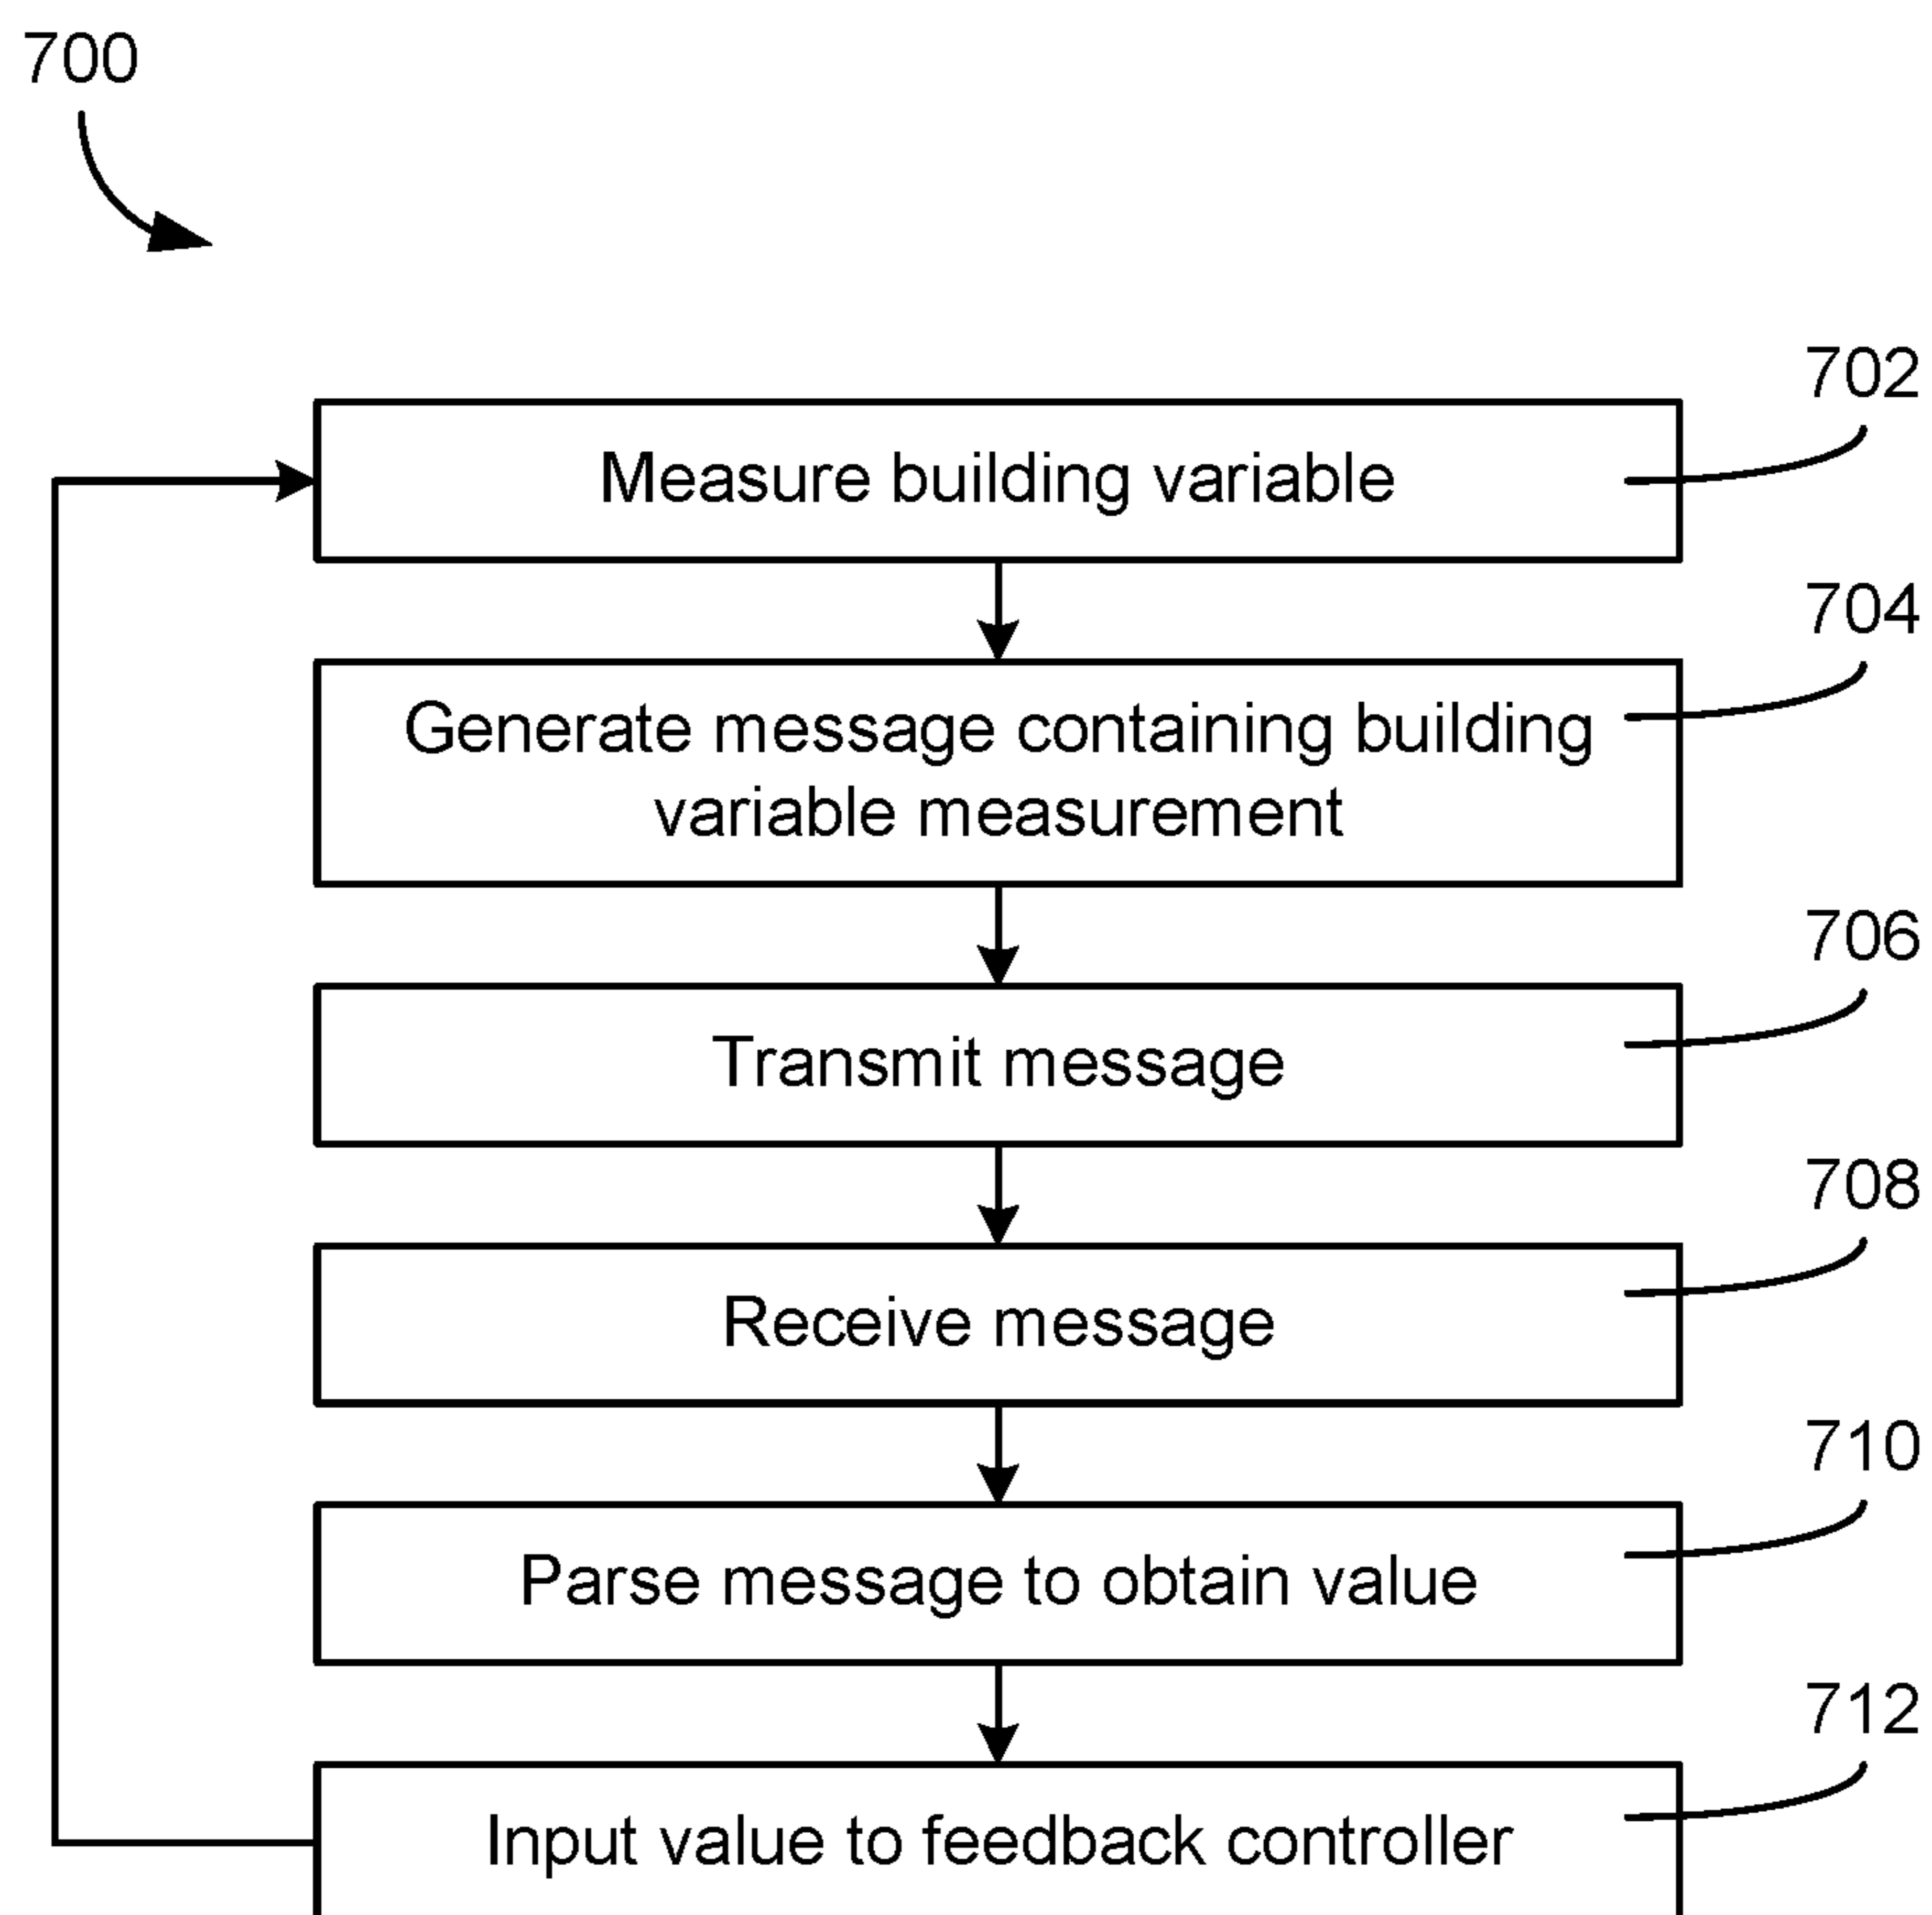 700
702
Measure building variable
704
Generate message containing building
variable measurement
706
Transmit message
708
Receive message
710
Parse message to obtain value
712
Input value to feedback controller